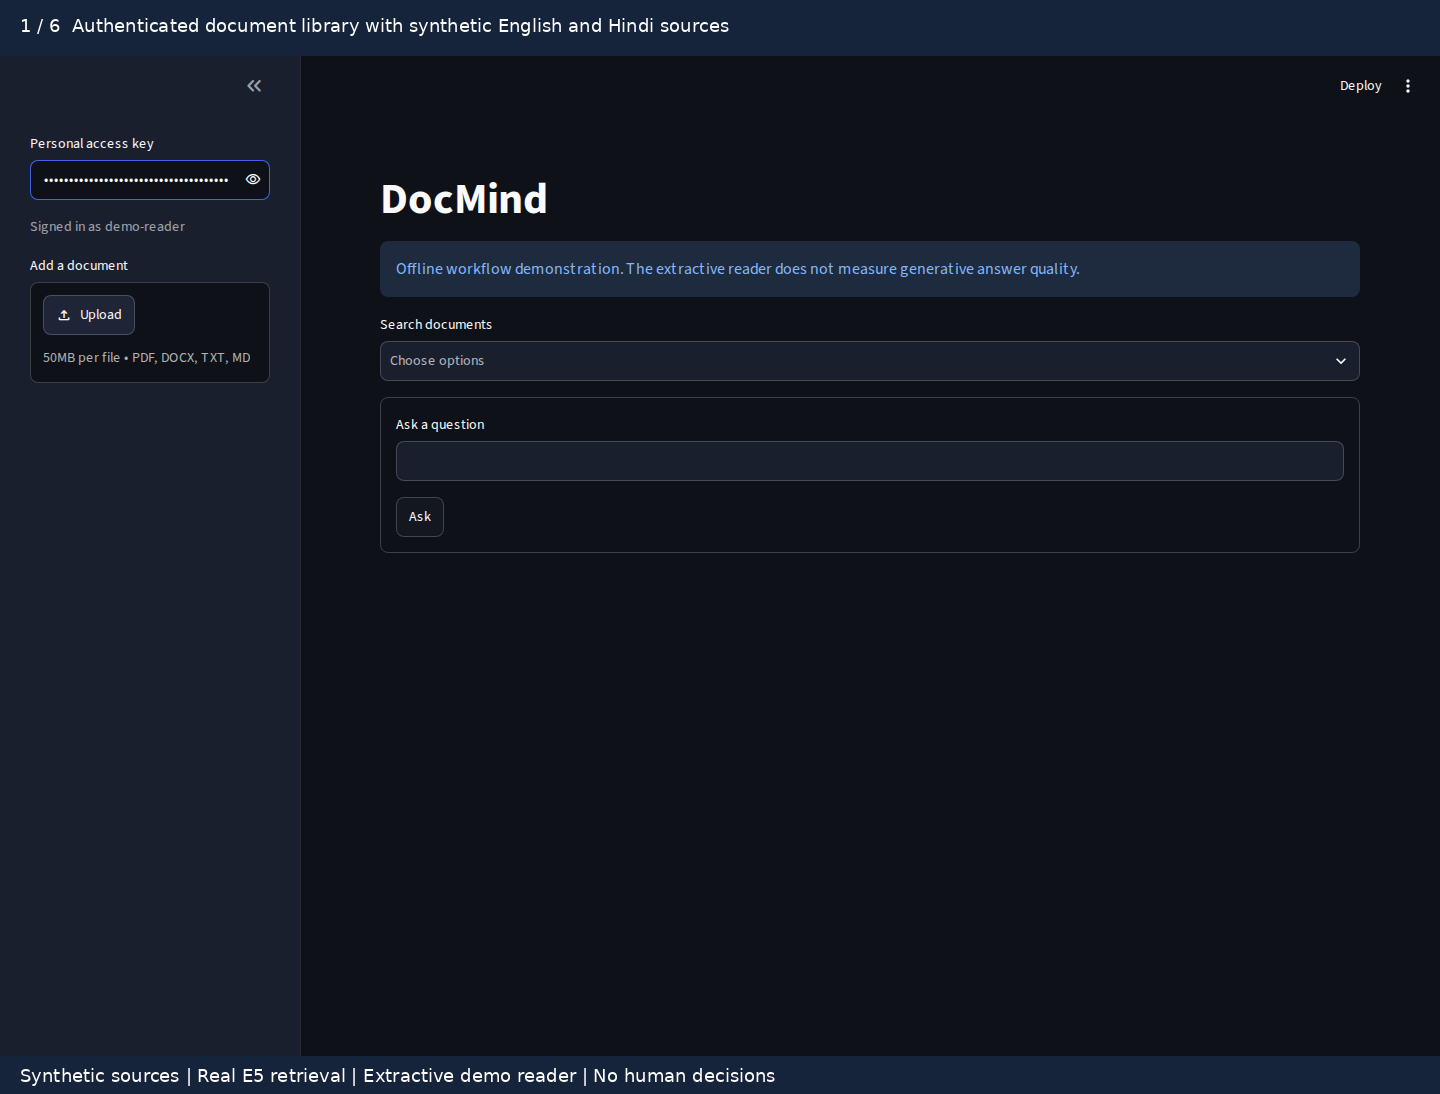 1 / 6 Authenticated document library with synthetic English and Hindi sources
Deploy
Personal access key
••••••••••••••••••••••••••••••••••••
Signed in as demo-reader
Add a document
Upload
50MB per file • PDF, DOCX, TXT, MD
DocMind
Offline workflow demonstration. The extractive reader does not measure generative answer quality.
Search documents
Choose options
Ask a question
Ask
Synthetic sources | Real E5 retrieval | Extractive demo reader | No human decisions